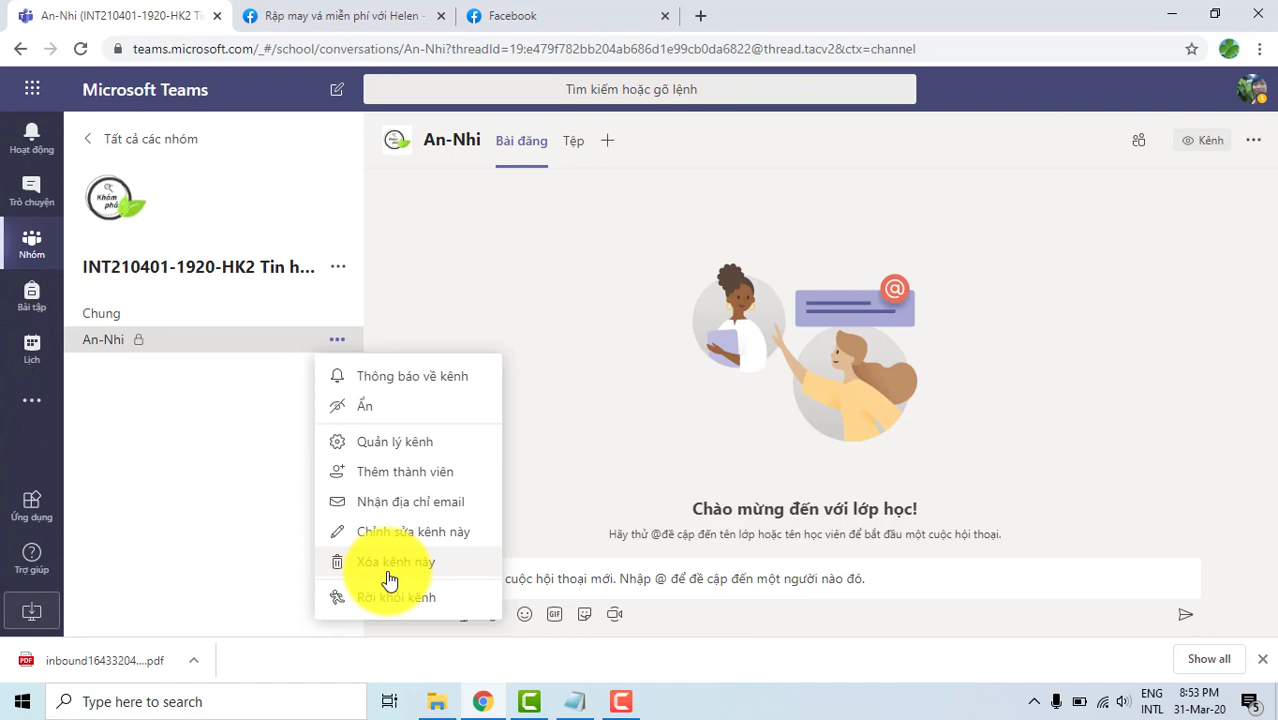 An-Nhi (INT210401-1920-HK2 Tin h
Rập may vá miễn phí với Helen -
Facebook
teams.microsoft.com/_#/school/conversations/An-Nhi?threadId=19:e479f782bb204ab686d1e99cb0da6822@thread.tacv2&ctx=channel
Microsoft Teams
Tìm kiếm hoặc gõ lệnh
Hoạt động
Trò chuyện
Nhóm
Bài tập
Lịch
Ứng dụng
Trợ giúp
Tất cả các nhóm
Khám phá
INT210401-1920-HK2 Tin h...
Chung
An-Nhi
Thông báo về kênh
Ẩn
Quản lý kênh
Thêm thành viên
Nhận địa chỉ email
Chỉnh sửa kênh này
Xóa kênh này
Rời khỏi kênh
An-Nhi
Bài đăng
Tệp
Kênh
Chào mừng đến với lớp học!
Hãy thử @đề cập đến tên lớp hoặc tên học viên để bắt đầu một cuộc hội thoại.
cuộc hội thoại mới. Nhập @ để đề cập đến một người nào đó.
GIF
PDF
inbound16433204....pdf
Show all
Type here to search
ENG
INTL
8:53 PM
31-Mar-20
5